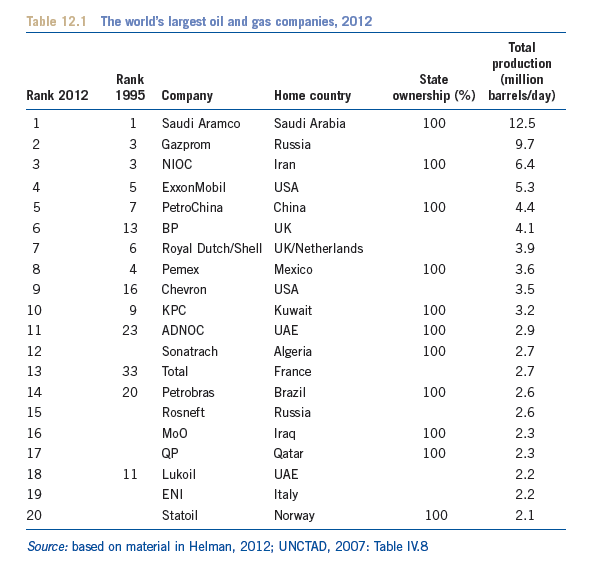 Table 12.1 The world's largest oil and gas companies, 2012
Total
production
Rank State (million
Rank 2012 1995 Company Home country ownership (%) barrels/day)
1 1 Saudi Aramco Saudi Arabia 100 12.5
2 3 Gazprom Russia 9.7
3 3 NIOC Iran 100 6.4
4 5 ExxonMobil USA 5.3
5 7 PetroChina China 100 4.4
6 13 BP UK 4.1
7 6 Royal Dutch/Shell UK/Netherlands 3.9
8 4 Pemex Mexico 100 3.6
9 16 Chevron USA 3.5
10 9 KPC Kuwait 100 3.2
11 23 ADNOC UAE 100 2.9
12 Sonatrach Algeria 100 2.7
13 33 Total France 2.7
14 20 Petrobras Brazil 100 2.6
15 Rosneft Russia 2.6
16 MoO Iraq 100 2.3
17 QP Qatar 100 2.3
18 11 Lukoil UAE 2.2
19 ENI Italy 2.2
20 Statoil Norway 100 2.1
Source: based on material in Helman, 2012; UNCTAD, 2007: Table IV.8